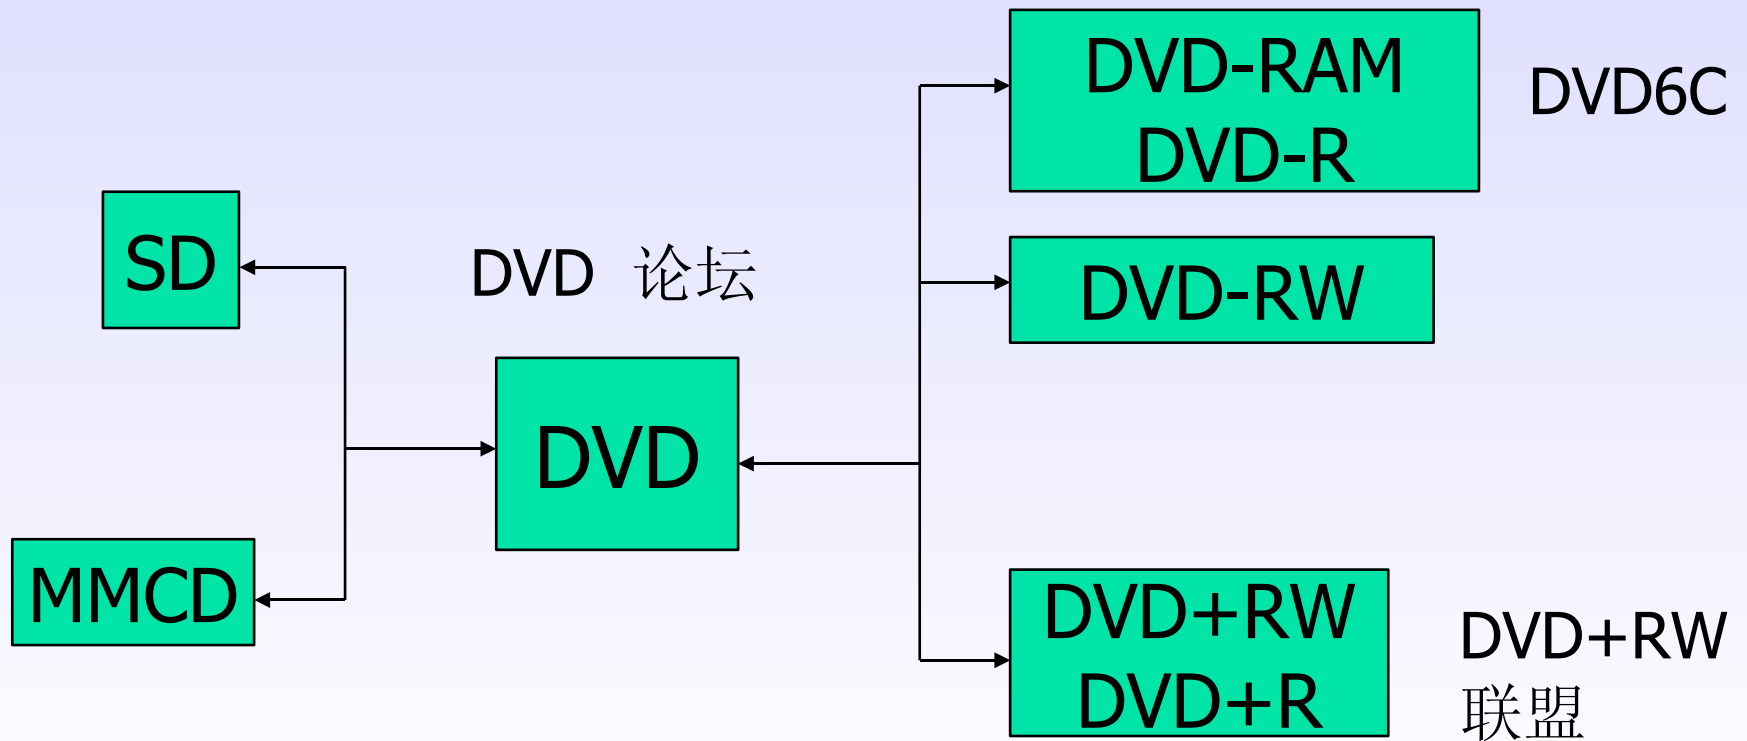 SD
MMCD
DVD 论坛
DVD
DVD-RAM
DVD-R
DVD6C
DVD-RW
DVD+RW
DVD+R
DVD+RW
联盟